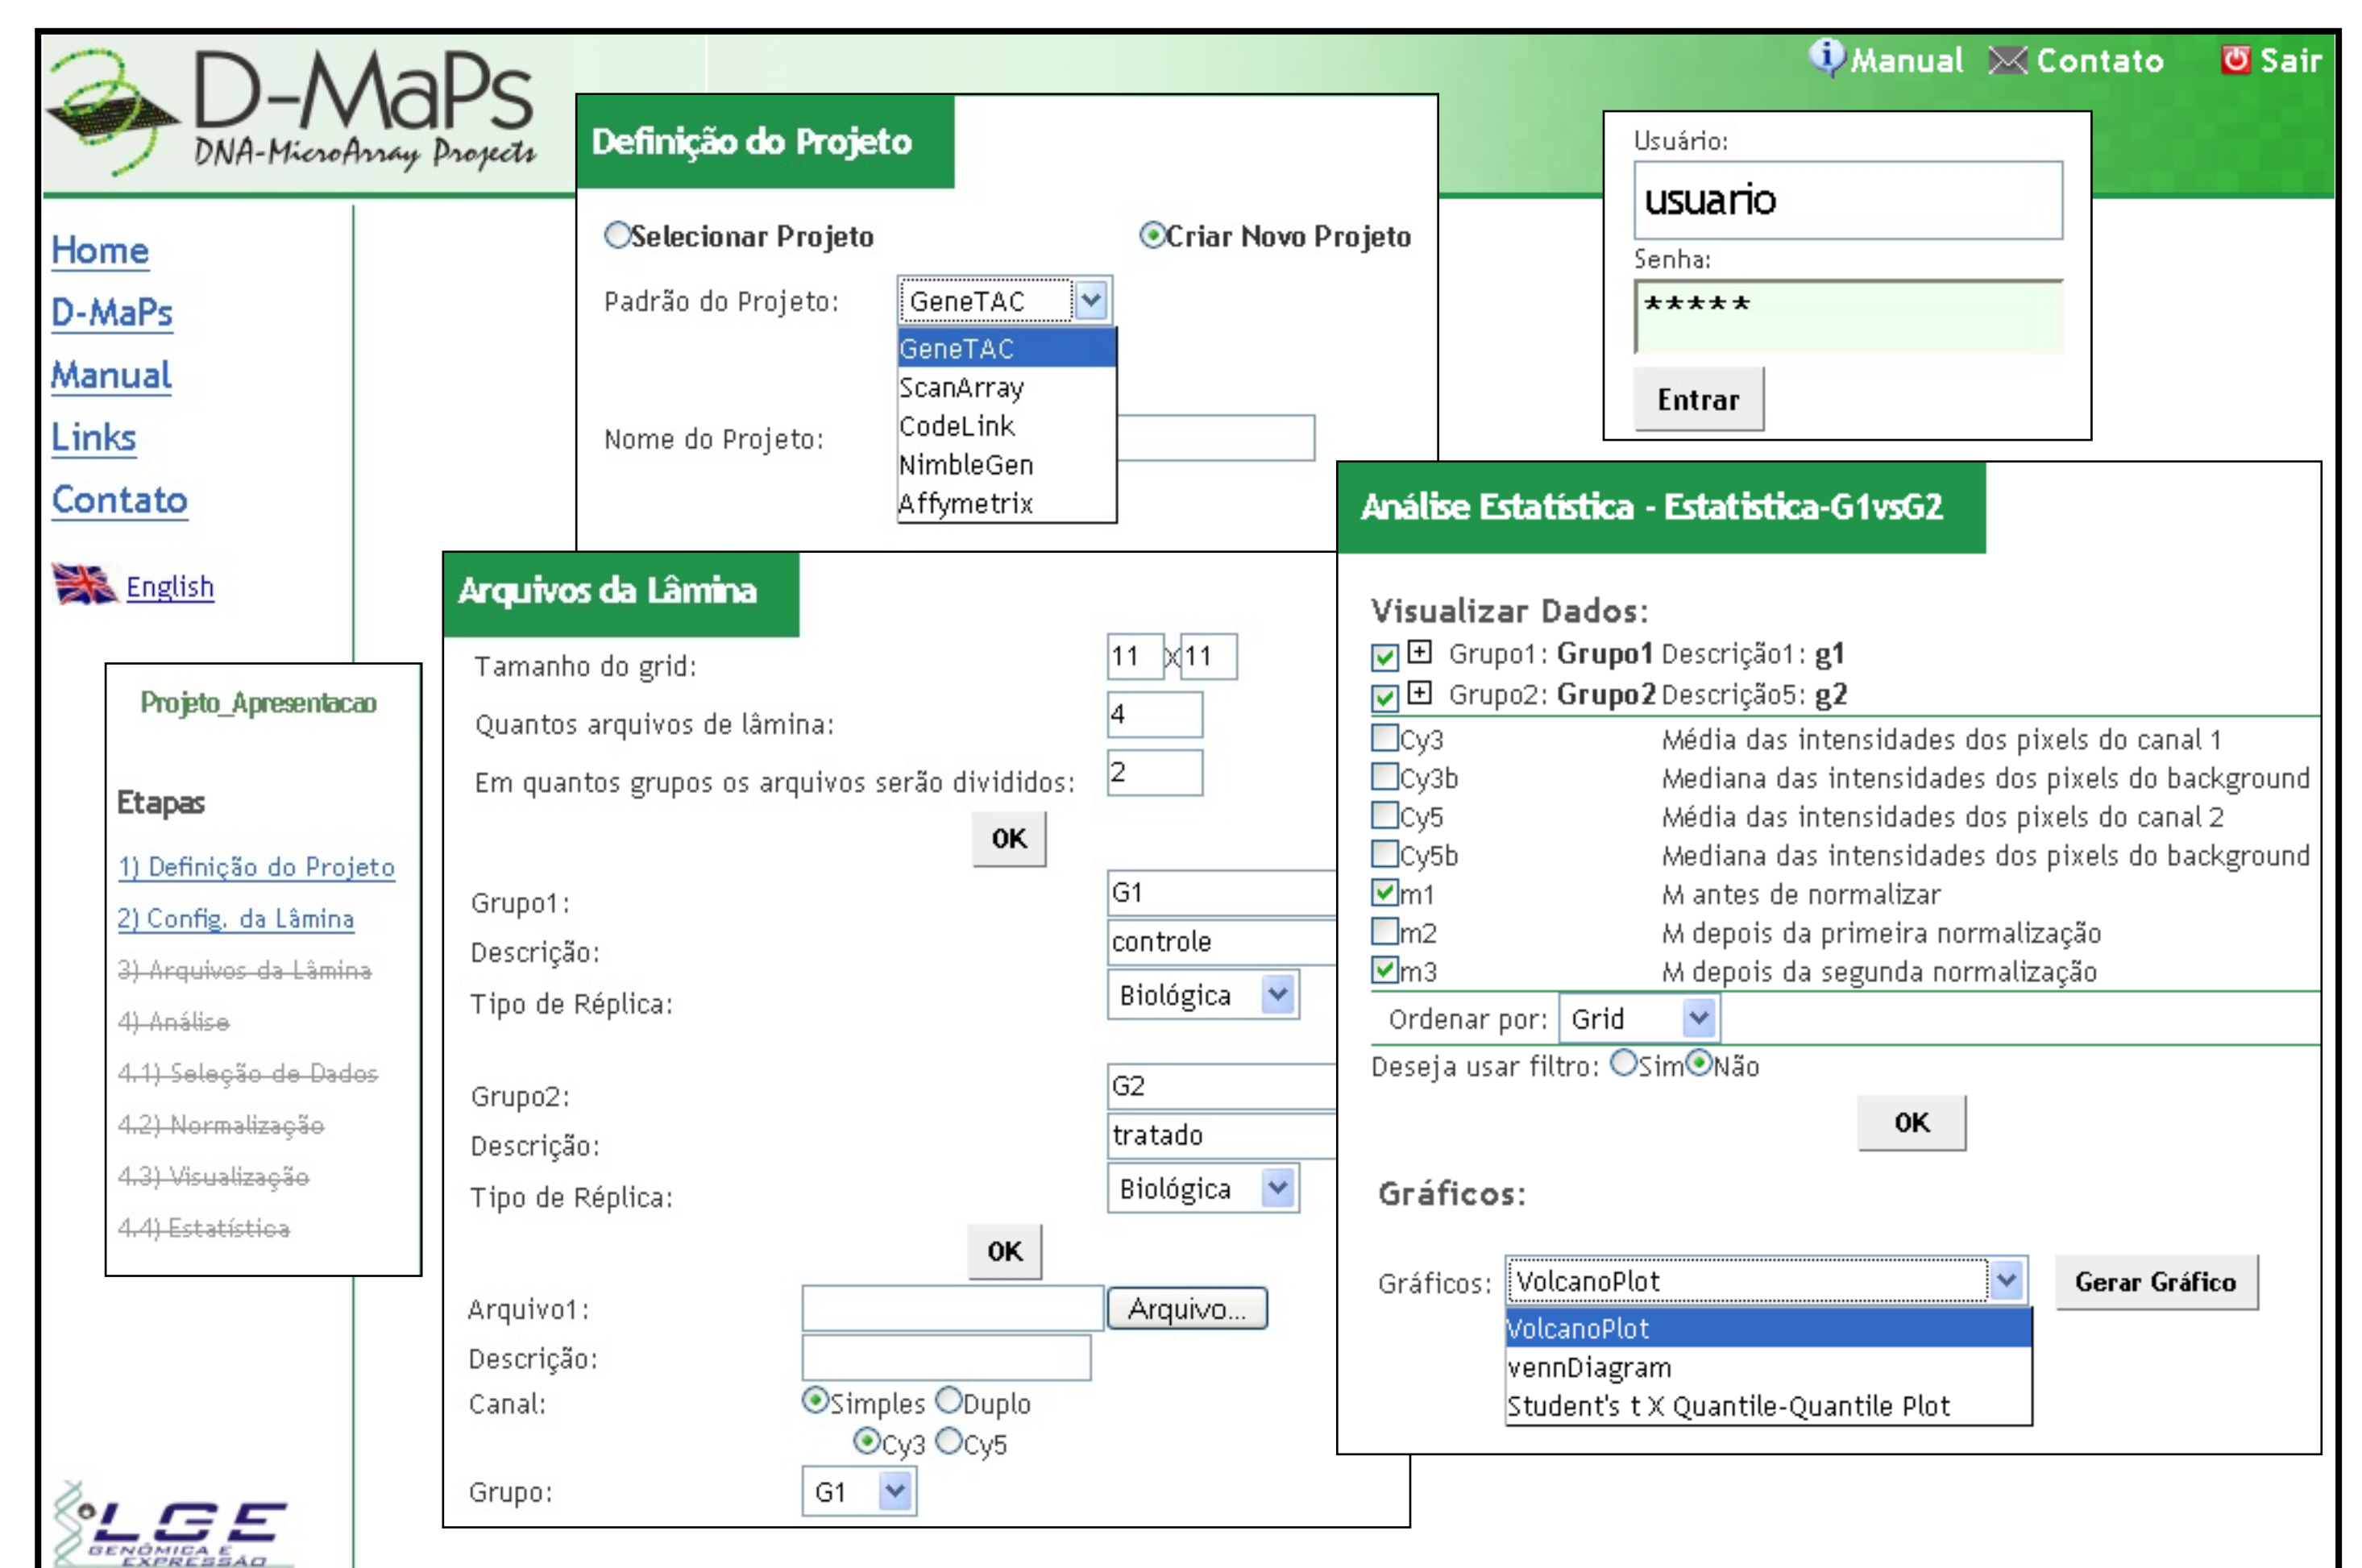 D-MaPs
DNA-MicroArray Projects
Manual Contato Sair
Home
D-MaPs
Manual
Links
Contato
English
Definição do Projeto
Selecionar Projeto Criar Novo Projeto
Padrão do Projeto: GeneTAC
GeneTAC
ScanArray
CodeLink
NimbleGen
Affymetrix
Nome do Projeto:
Usuário:
usuario
Senha:
*****
Entrar
Projeto_Apresentacao
Etapas
1) Definição do Projeto
2) Config. da Lâmina
3) Arquivos da Lâmina
4) Análise
4.1) Seleção de Dados
4.2) Normalização
4.3) Visualização
4.4) Estatística
Arquivos da Lâmina
Tamanho do grid: 11 x 11
Quantos arquivos de lâmina: 4
Em quantos grupos os arquivos serão divididos: 2
OK
Grupo1: G1
Descrição: controle
Tipo de Réplica: Biológica
Grupo2: G2
Descrição: tratado
Tipo de Réplica: Biológica
OK
Arquivo1: Arquivo...
Descrição:
Canal: Simples Duplo
Cy3 Cy5
Grupo: G1
Análise Estatística - Estatistica-G1vsG2
Visualizar Dados:
Grupo1: Grupo1 Descrição1: g1
Grupo2: Grupo2 Descrição5: g2
Cy3 Média das intensidades dos pixels do canal 1
Cy3b Mediana das intensidades dos pixels do background
Cy5 Média das intensidades dos pixels do canal 2
Cy5b Mediana das intensidades dos pixels do background
m1 M antes de normalizar
m2 M depois da primeira normalização
m3 M depois da segunda normalização
Ordenar por: Grid
Deseja usar filtro: Sim Não
OK
Gráficos:
Gráficos: VolcanoPlot Gerar Gráfico
VolcanoPlot
vennDiagram
Student's t X Quantile-Quantile Plot
LGE
GENÔMICA E
EXPRESSÃO